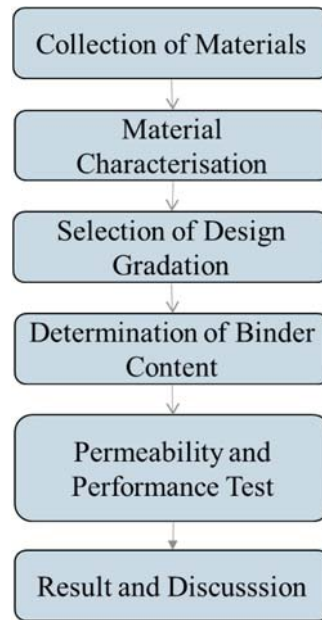 Collection of Materials
Material
Characterisation
Selection of Design
Gradation
Determination of Binder
Content
Permeability and
Performance Test
Result and Discusssion